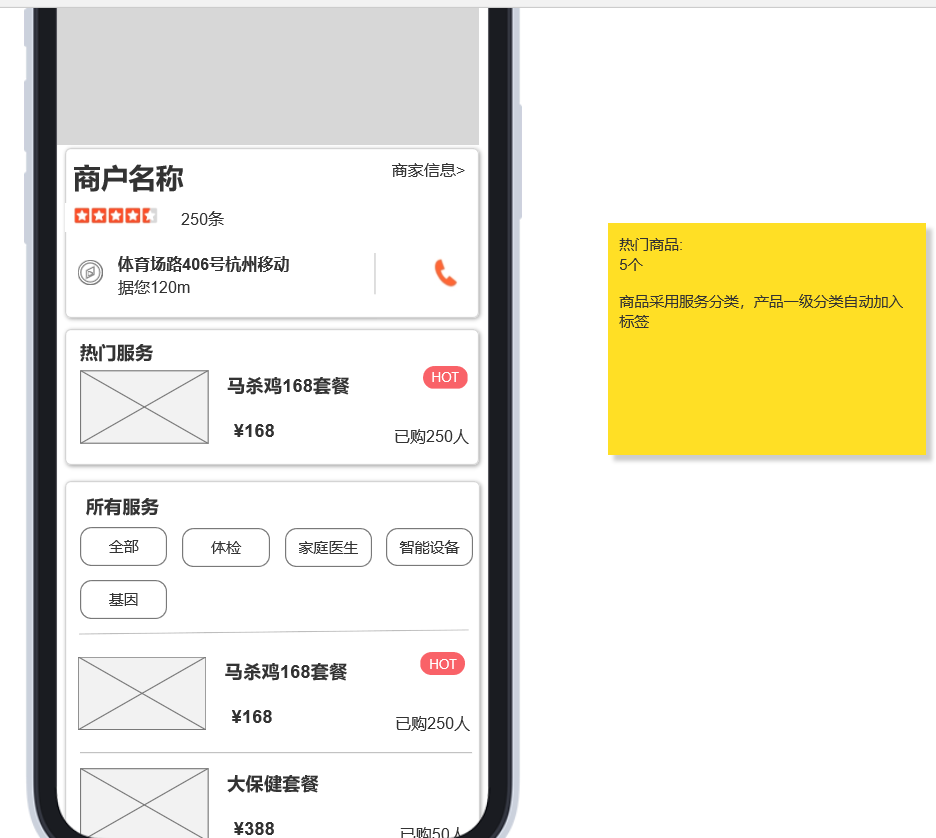 商户名称
商家信息>
250条
体育场路406号杭州移动
据您120m
热门服务
马杀鸡168套餐
HOT
¥168
已购250人
所有服务
全部
体检
家庭医生
智能设备
基因
马杀鸡168套餐
HOT
¥168
已购250人
大保健套餐
¥388
已购50人
热门商品:
5个
商品采用服务分类，产品一级分类自动加入
标签